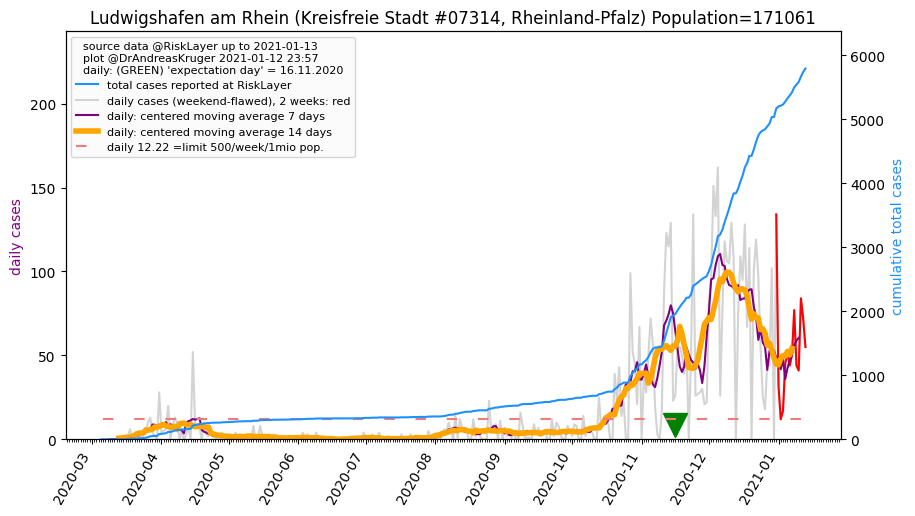 Ludwigshafen am Rhein (Kreisfreie Stadt #07314, Rheinland-Pfalz) Population=171061
source data @RiskLayer up to 2021-01-13
plot @DrAndreasKruger 2021-01-12 23:57
daily: (GREEN) 'expectation day' = 16.11.2020
total cases reported at RiskLayer
daily cases (weekend-flawed), 2 weeks: red
daily: centered moving average 7 days
daily: centered moving average 14 days
daily 12.22 =limit 500/week/1mio pop.
daily cases
200
150
100
50
0
cumulative total cases
6000
5000
4000
3000
2000
1000
0
2020-03
2020-04
2020-05
2020-06
2020-07
2020-08
2020-09
2020-10
2020-11
2020-12
2021-01